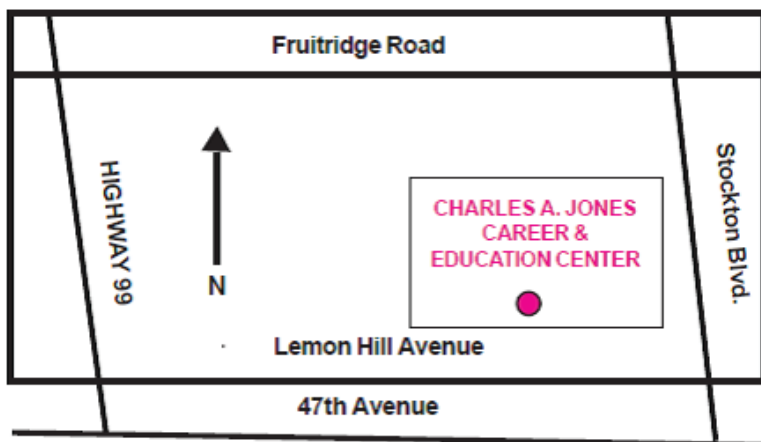 Fruitridge Road
HIGHWAY 99
N
CHARLES A. JONES
CAREER &
EDUCATION CENTER
Stockton Blvd.
Lemon Hill Avenue
47th Avenue